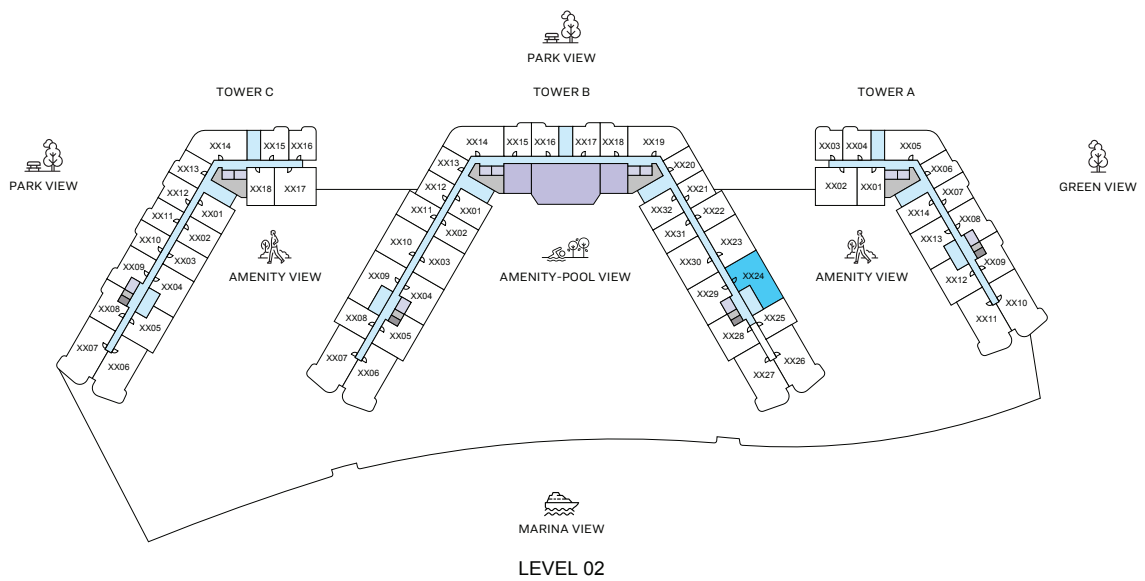 PARK VIEW
TOWER C
TOWER B
TOWER A
PARK VIEW
GREEN VIEW
XX14
XX15
XX16
XX13
XX12
XX11
XX10
XX09
XX08
XX07
XX06
XX05
XX04
XX03
XX02
XX01
XX18
XX17
AMENITY VIEW
XX14
XX15
XX16
XX17
XX18
XX19
XX13
XX12
XX11
XX10
XX09
XX08
XX07
XX06
XX05
XX04
XX03
XX02
XX01
AMENITY-POOL VIEW
XX20
XX21
XX22
XX23
XX24
XX25
XX26
XX27
XX28
XX29
XX30
XX31
XX32
AMENITY VIEW
XX03
XX04
XX05
XX02
XX01
XX06
XX07
XX08
XX09
XX10
XX11
XX12
XX13
XX14
MARINA VIEW
LEVEL 02